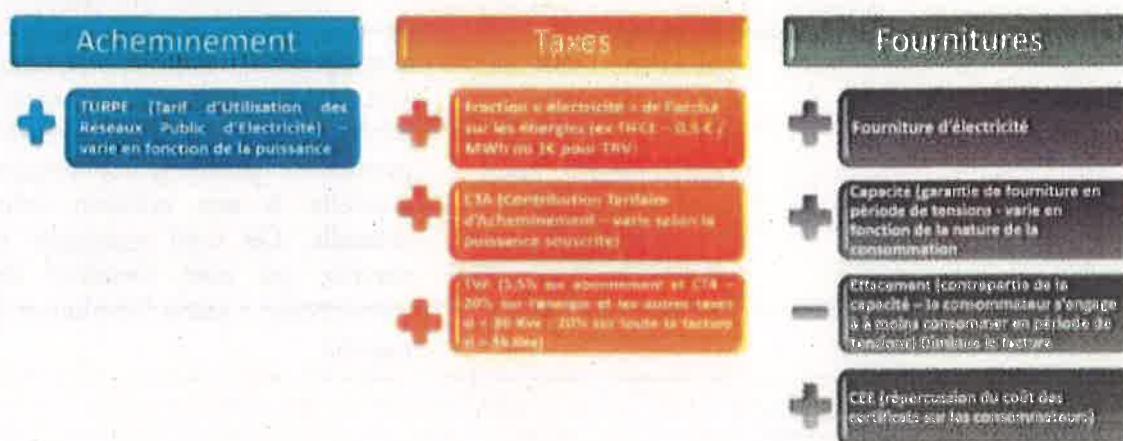 Acheminement
TURPE (Tarif d'Utilisation des
Réseaux Public d'Electricité) –
varie en fonction de la puissance
Taxes
Fraction « électricité » de l'accise
sur les énergies (ex TICFE – 0,5 € /
MWh ou 1€ pour TRV)
CTA (Contribution Tarifaire
d'Acheminement – varie selon la
puissance souscrite)
TVA (5,5% sur abonnement et CTA –
20% sur l'énergie et les autres taxes
si < 36 Kva : 20% sur toute la facture
si > 36 Kva)
Fournitures
Fourniture d'électricité
Capacité (garantie de fourniture en
période de tensions - varie en
fonction de la nature de la
consommation
Effacement (contrepartie de la
capacité – le consommateur s'engage
à moins consommer en période de
tensions) Diminue la facture
CEE (répercussion du coût des
certificats sur les consommateurs)